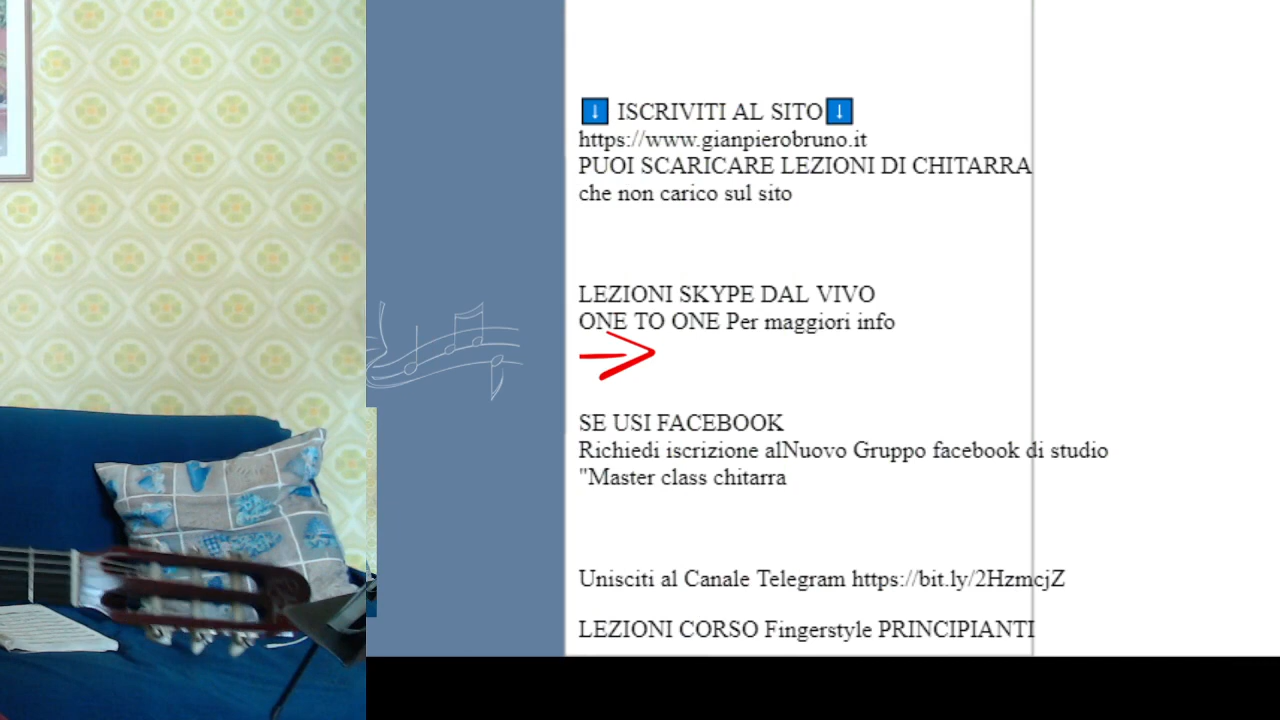 ⬇ ISCRIVITI AL SITO⬇
https://www.gianpierobruno.it
PUOI SCARICARE LEZIONI DI CHITARRA
che non carico sul sito
LEZIONI SKYPE DAL VIVO
ONE TO ONE Per maggiori info
SE USI FACEBOOK
Richiedi iscrizione alNuovo Gruppo facebook di studio
"Master class chitarra
Unisciti al Canale Telegram https://bit.ly/2HzmcjZ
LEZIONI CORSO Fingerstyle PRINCIPIANTI